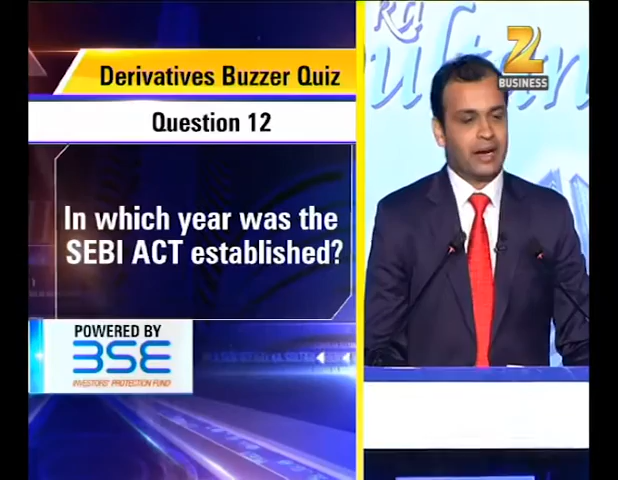 Derivatives Buzzer Quiz
Question 12
In which year was the
SEBI ACT established?
POWERED BY
BSE
INVESTORS' PROTECTION FUND
ka
Z
BUSINESS